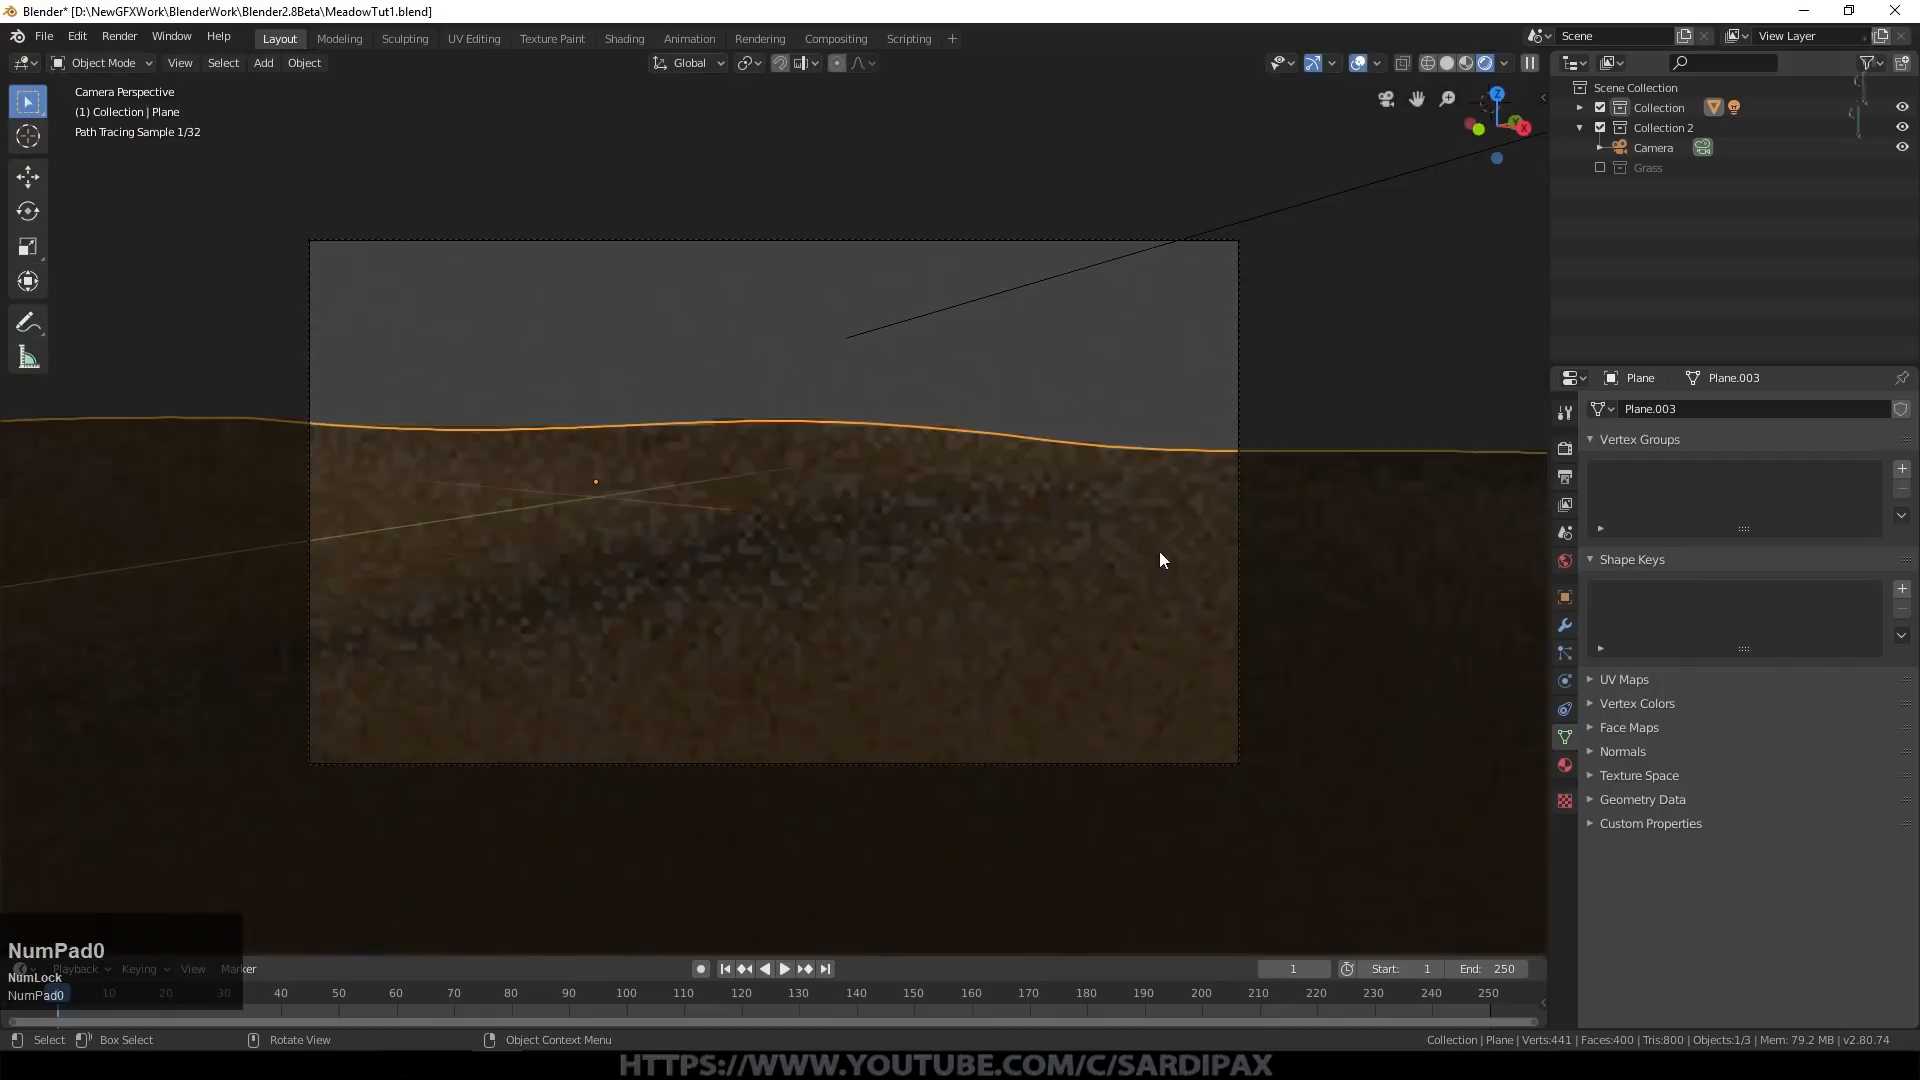 Blender* [D:\NewGFXWork\BlenderWork\Blender2.8Beta\MeadowTut1.blend]
File Edit Render Window Help Layout Modeling Sculpting UV Editing Texture Paint Shading Animation Rendering Compositing Scripting + Scene View Layer
Object Mode View Select Add Object Global
Camera Perspective
(1) Collection | Plane
Path Tracing Sample 1/32
Z
Y
X
Scene Collection
Collection
Collection 2
Camera
Grass
Plane Plane.003
Plane.003
Vertex Groups
Shape Keys
UV Maps
Vertex Colors
Face Maps
Normals
Texture Space
Geometry Data
Custom Properties
NumPad0
NumLock
NumPad0
Playback Keying View Marker 1 Start: 1 End: 250
10 20 30 40 50 60 70 80 90 100 110 120 130 140 150 160 170 180 190 200 210 220 230 240 250
Select Box Select Rotate View Object Context Menu Collection | Plane | Verts:441 | Faces:400 | Tris:800 | Objects:1/3 | Mem: 79.2 MB | v2.80.74
HTTPS://WWW.YOUTUBE.COM/C/SARDIPAX